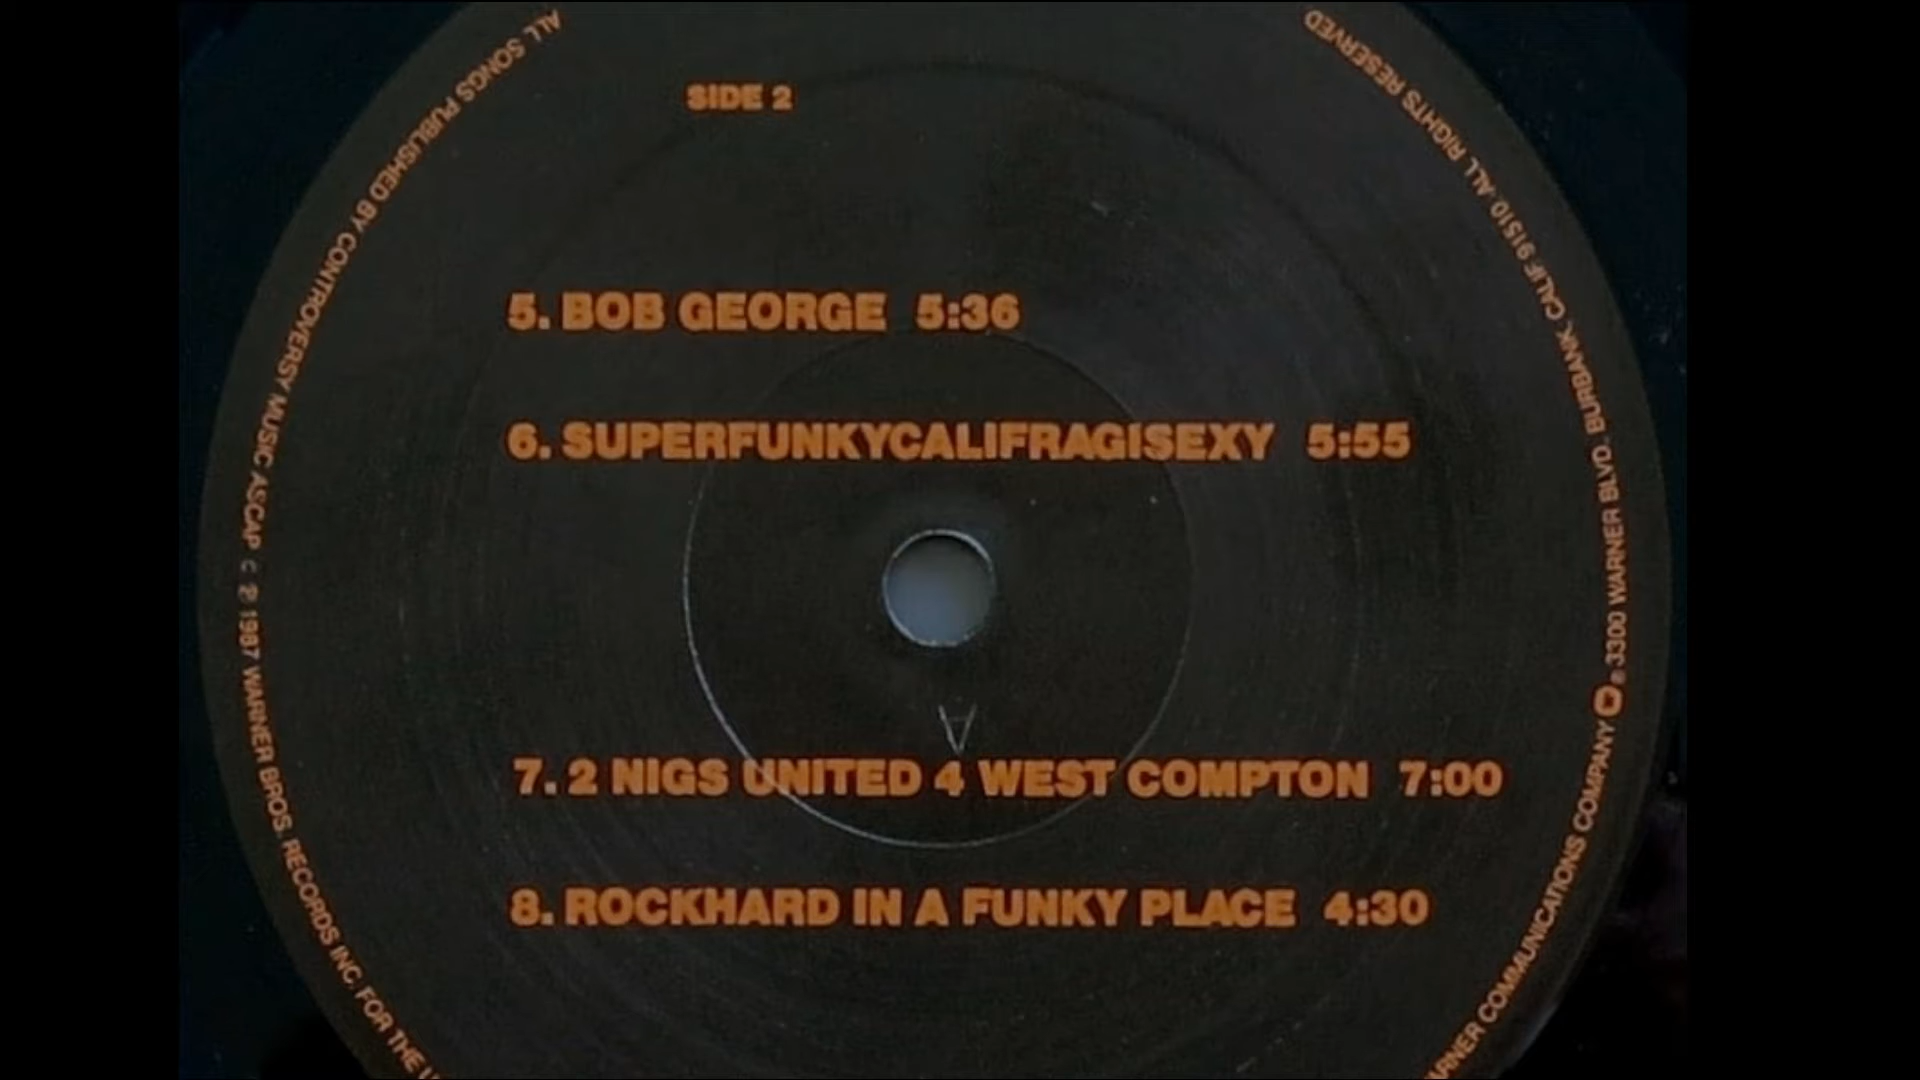 SIDE 2
5. BOB GEORGE 5:36
6. SUPERFUNKYCALIFRAGISEXY 5:55
7. 2 NIGS UNITED 4 WEST COMPTON 7:00
8. ROCKHARD IN A FUNKY PLACE 4:30
ALL SONGS PUBLISHED BY CONTROVERSY MUSIC ASCAP C P 1987 WARNER BROS. RECORDS INC. FOR THE
WARNER COMMUNICATIONS COMPANY ® 3300 WARNER BLVD. BURBANK, CALIF 91510 ALL RIGHTS RESERVED